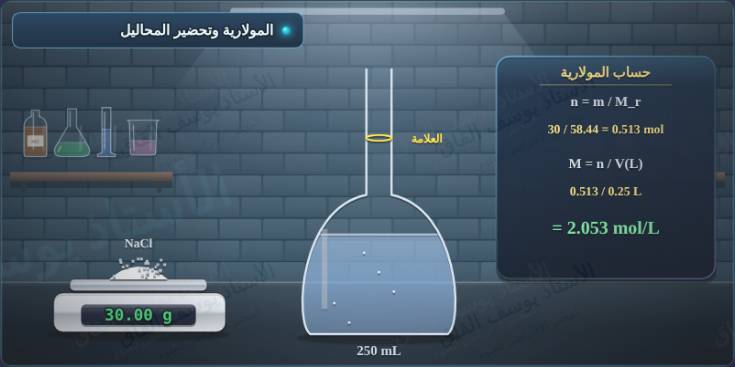 المولارية وتحضير المحاليل
حساب المولارية
n = m / M_r
30 / 58.44 = 0.513 mol
M = n / V(L)
0.513 / 0.25 L
= 2.053 mol/L
العلامة
NaCl
30.00 g
250 mL